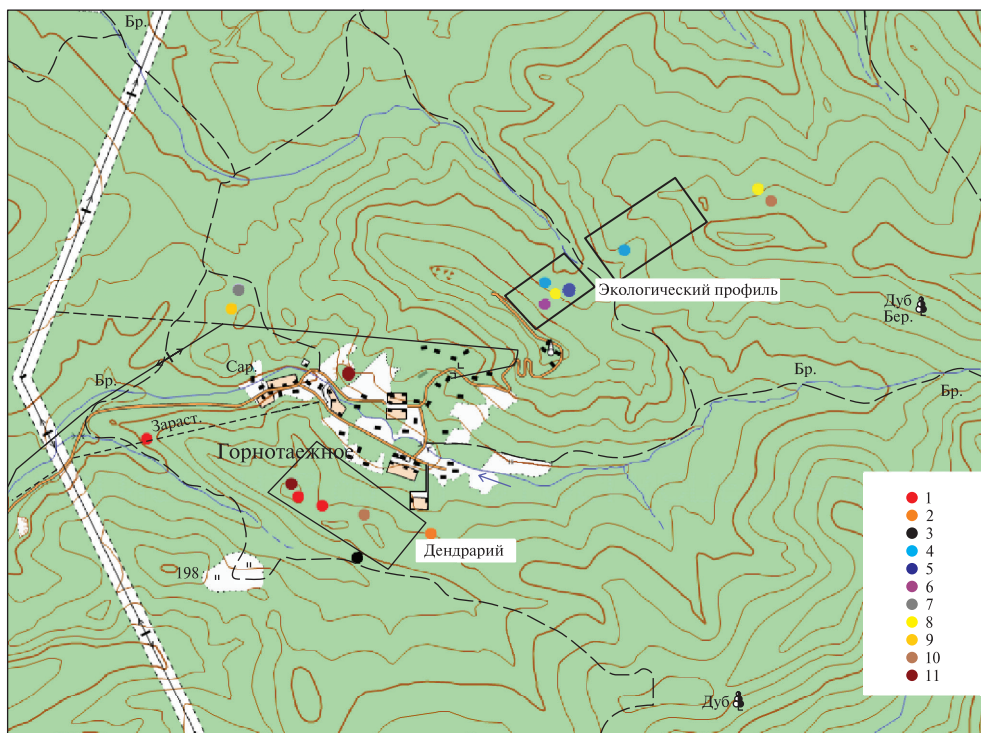 Бр.
Экологический профиль
Дуб
Бер.
Сар.
Бр.
Бр.
Бр.
Зараст.
Горнотаежное
Дендрарий
198
Дуб
1
2
3
4
5
6
7
8
9
10
11